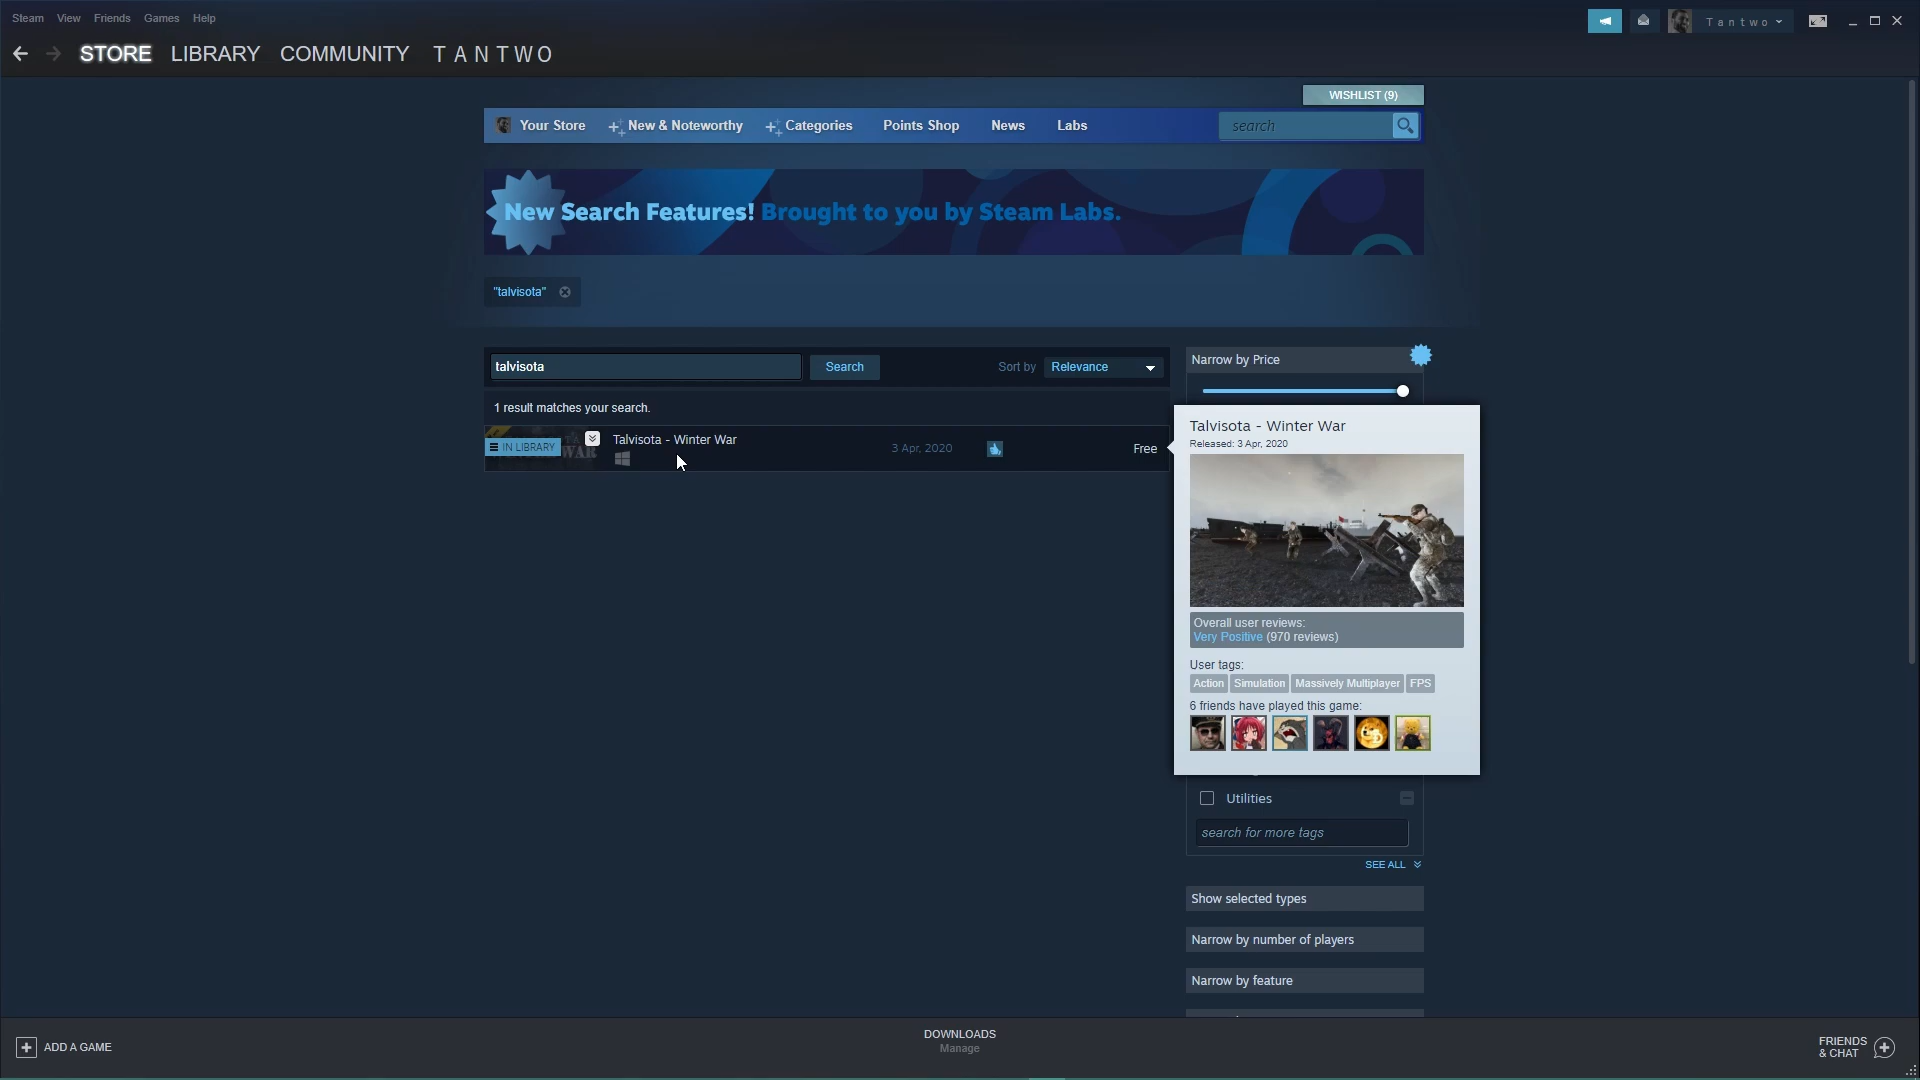 Steam View Friends Games Help
Tantwo
STORE LIBRARY COMMUNITY TANTWO
WISHLIST (9)
Your Store New & Noteworthy Categories Points Shop News Labs
search
New Search Features! Brought to you by Steam Labs.
"talvisota"
talvisota Search Sort by Relevance
1 result matches your search.
IN LIBRARY
WAR
Talvisota - Winter War 3 Apr, 2020 Free
Narrow by Price
Talvisota - Winter War
Released: 3 Apr, 2020
Overall user reviews:
Very Positive (970 reviews)
User tags:
Action Simulation Massively Multiplayer FPS
6 friends have played this game:
Utilities
search for more tags
SEE ALL
Show selected types
Narrow by number of players
Narrow by feature
ADD A GAME
DOWNLOADS
Manage
FRIENDS
& CHAT